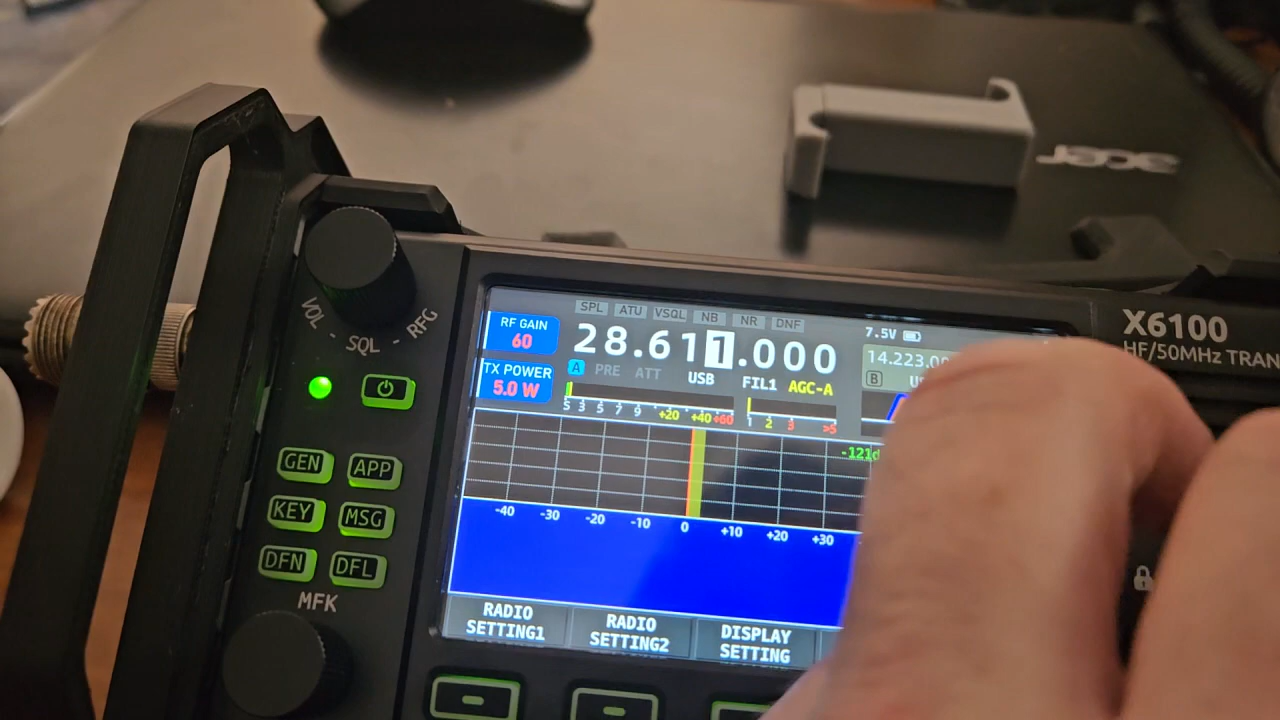 acer
X6100
HF/50MHz TRAN
SPL ATU VSQL NB NR DNF
RF GAIN
60
28.611.000
7.5V
14.223.00
TX POWER
5.0 W
A PRE ATT USB FIL1 AGC-A
B
S 3 5 7 9 +20 +40 +60
1 2 3 >5
-121d
-40 -30 -20 -10 0 +10 +20 +30
RADIO SETTING1
RADIO SETTING2
DISPLAY SETTING
VOL - SQL - RFG
GEN APP
KEY MSG
DFN DFL
MFK